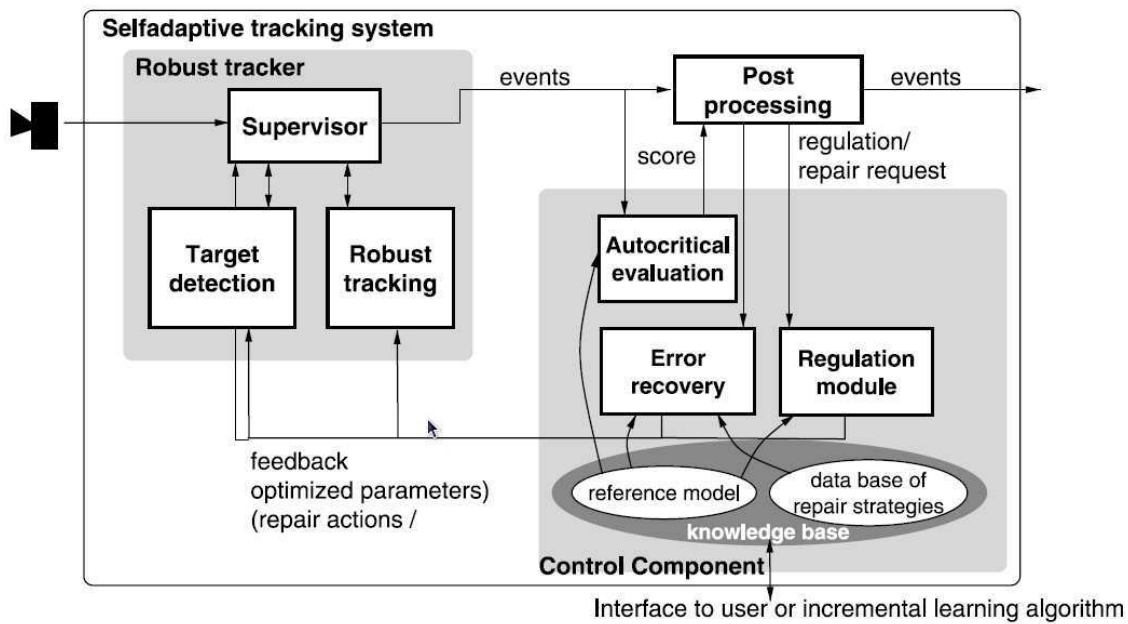 Selfadaptive tracking system
Robust tracker
Supervisor
Target
detection
Robust
tracking
events
Post
processing
events
score
regulation/
repair request
Autocritical
evaluation
Error
recovery
Regulation
module
feedback
optimized parameters)
(repair actions /
reference model
data base of
repair strategies
knowledge base
Control Component
Interface to user or incremental learning algorithm